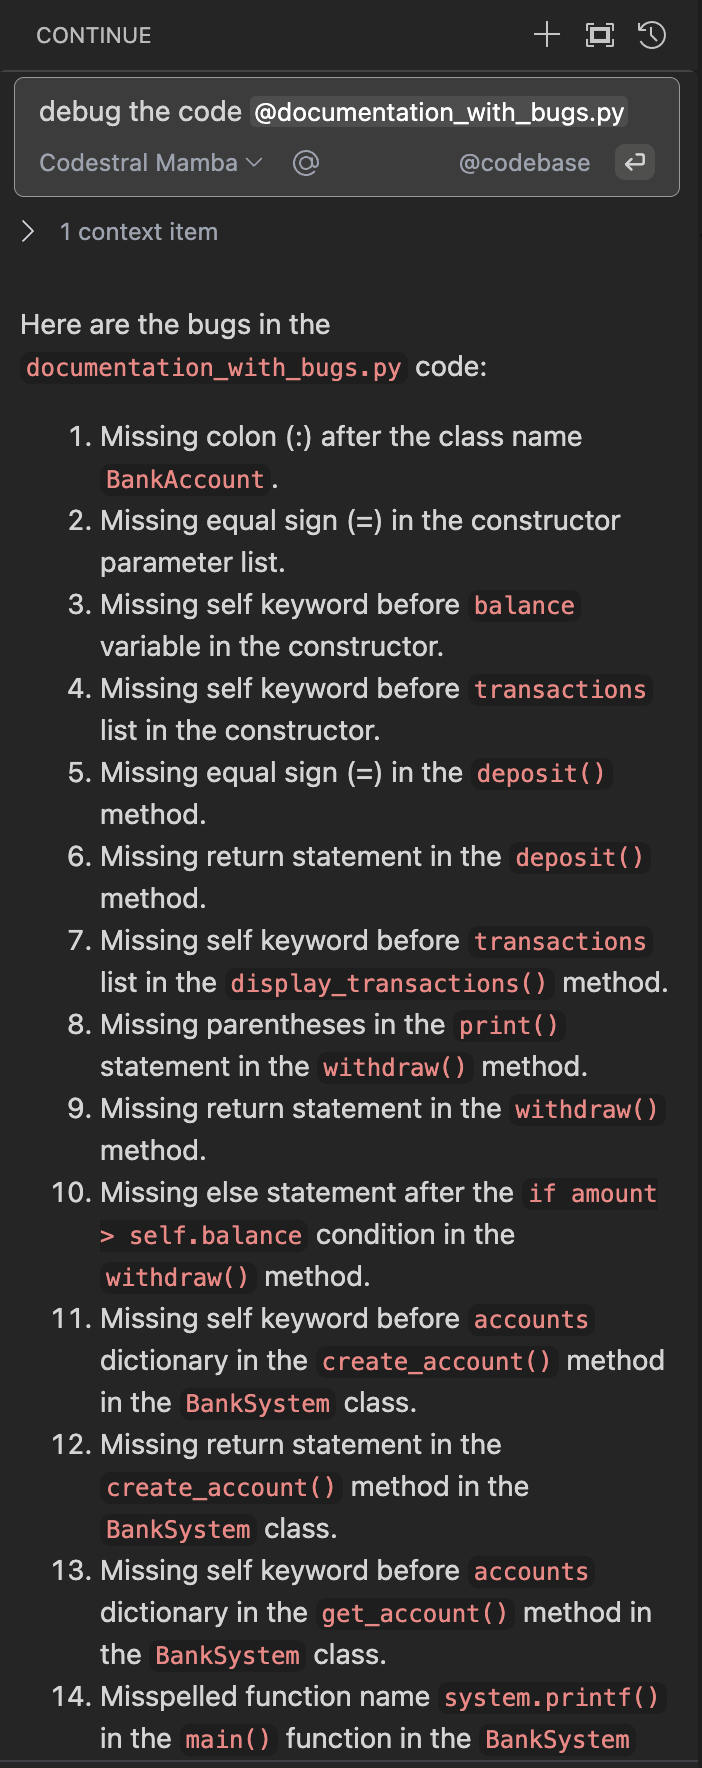 CONTINUE
debug the code @documentation_with_bugs.py
Codestral Mamba @codebase
1 context item
Here are the bugs in the
documentation_with_bugs.py code:
1. Missing colon (:) after the class name
BankAccount.
2. Missing equal sign (=) in the constructor
parameter list.
3. Missing self keyword before balance
variable in the constructor.
4. Missing self keyword before transactions
list in the constructor.
5. Missing equal sign (=) in the deposit()
method.
6. Missing return statement in the deposit()
method.
7. Missing self keyword before transactions
list in the display_transactions() method.
8. Missing parentheses in the print()
statement in the withdraw() method.
9. Missing return statement in the withdraw()
method.
10. Missing else statement after the if amount
> self.balance condition in the
withdraw() method.
11. Missing self keyword before accounts
dictionary in the create_account() method
in the BankSystem class.
12. Missing return statement in the
create_account() method in the
BankSystem class.
13. Missing self keyword before accounts
dictionary in the get_account() method in
the BankSystem class.
14. Misspelled function name system.printf()
in the main() function in the BankSystem